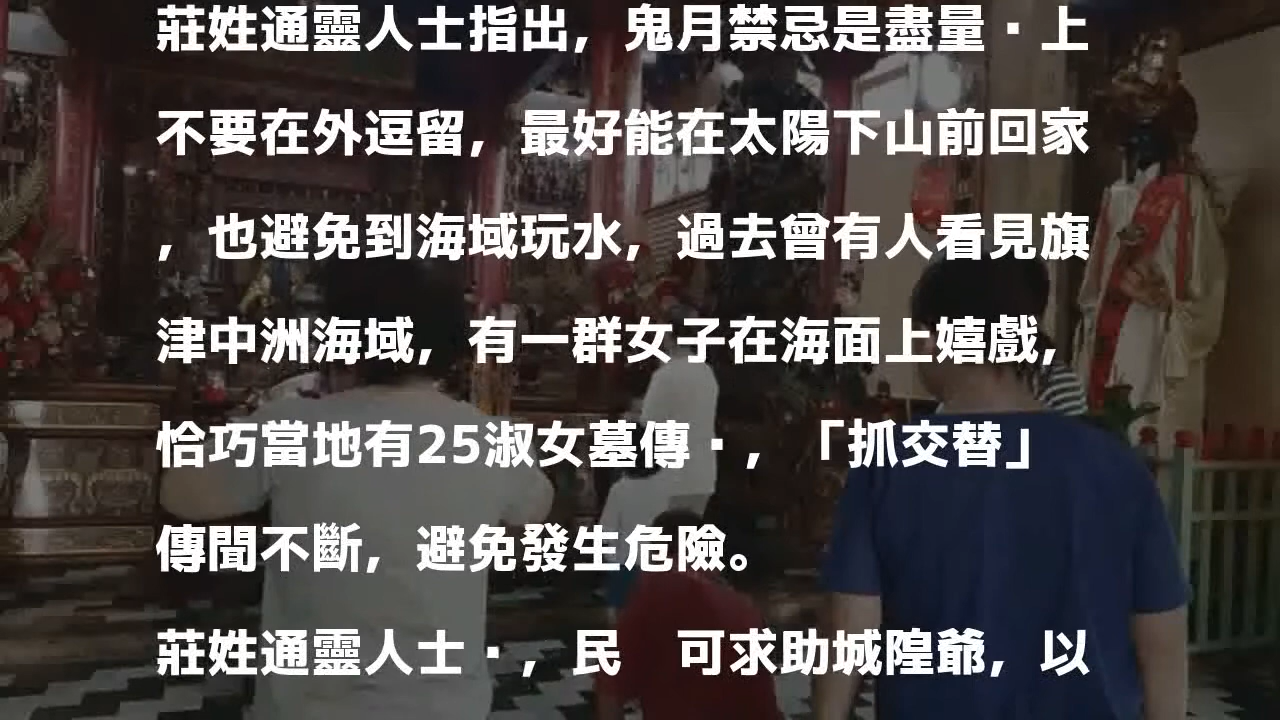 莊姓通靈人士指出，鬼月禁忌是盡量·上
不要在外逗留，最好能在太陽下山前回家
，也避免到海域玩水，過去曾有人看見旗
津中洲海域，有一群女子在海面上嬉戲，
恰巧當地有25淑女墓傳·，「抓交替」
傳聞不斷，避免發生危險。
莊姓通靈人士·，民　可求助城隍爺，以